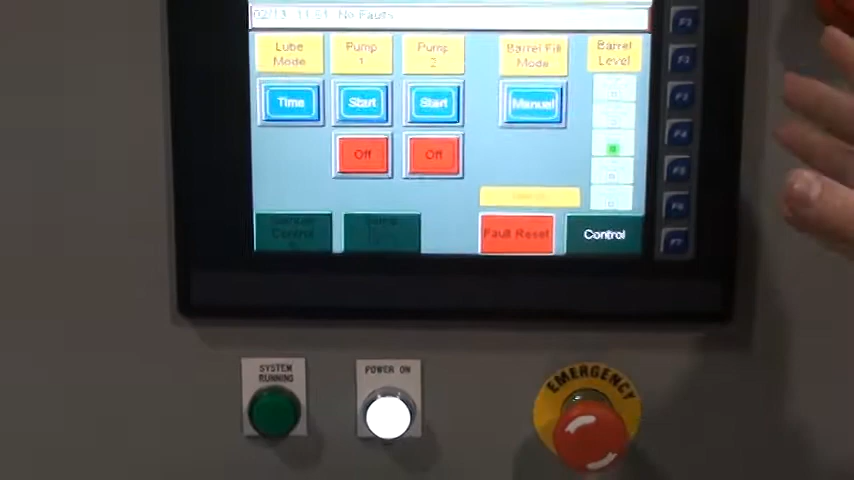 No Faults
Lube Mode
Pump 1
Pump 2
Barrel Fill Mode
Barrel Level
Time
Start
Start
Manual
Off
Off
Fault Reset
Control
F2
F3
F4
F5
F6
F7
SYSTEM
RUNNING
POWER ON
EMERGENCY